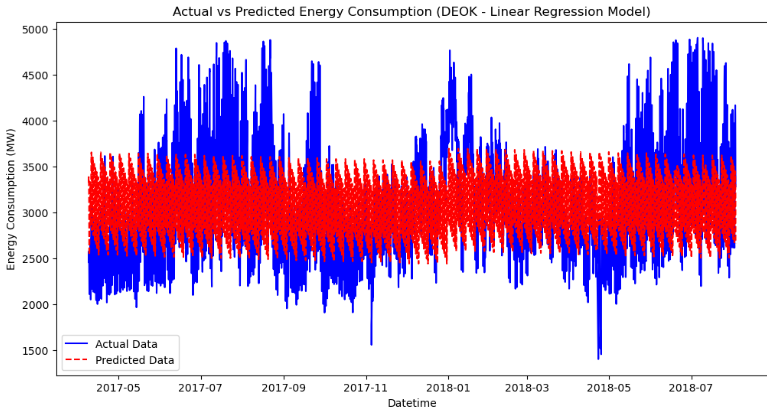 Actual vs Predicted Energy Consumption (DEOK - Linear Regression Model)
Energy Consumption (MW)
5000
4500
4000
3500
3000
2500
2000
1500
Actual Data
Predicted Data
2017-05 2017-07 2017-09 2017-11 2018-01 2018-03 2018-05 2018-07
Datetime